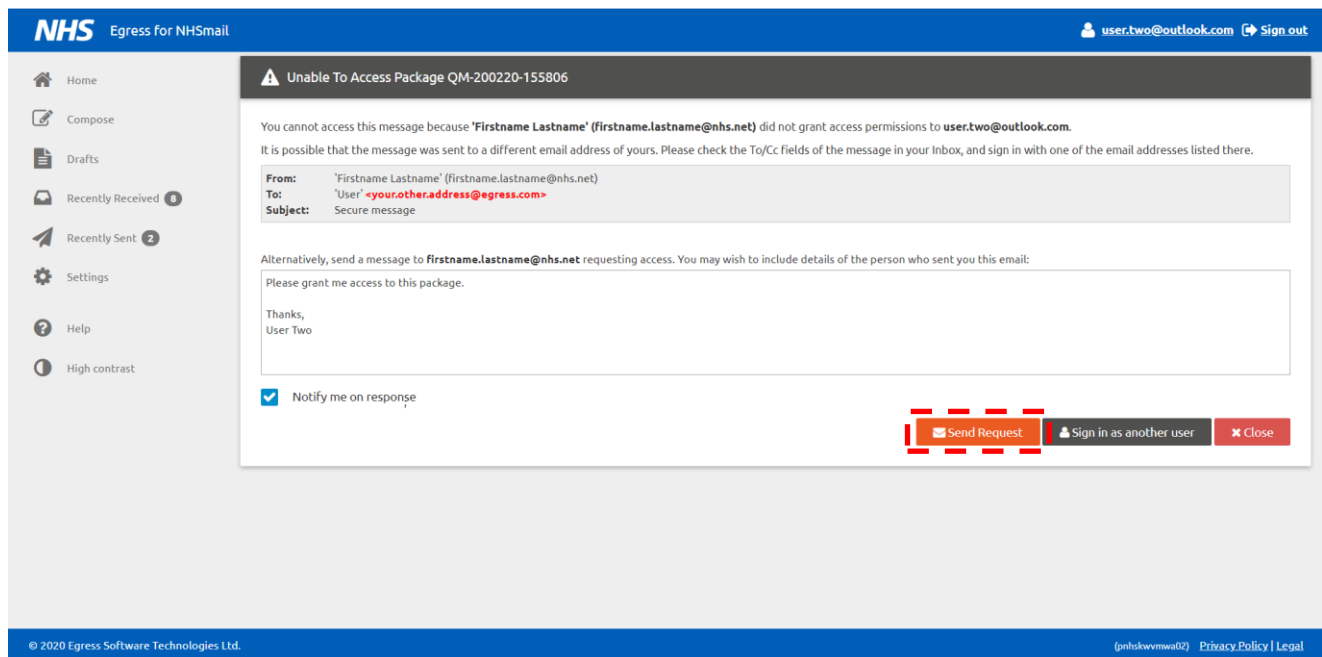 NHS Egress for NHSmail
user.two@outlook.com Sign out
Home
Compose
Drafts
Recently Received 8
Recently Sent 2
Settings
Help
High contrast
Unable To Access Package QM-200220-155806
You cannot access this message because 'Firstname Lastname' (firstname.lastname@nhs.net) did not grant access permissions to user.two@outlook.com.
It is possible that the message was sent to a different email address of yours. Please check the To/Cc fields of the message in your Inbox, and sign in with one of the email addresses listed there.
From: 'Firstname Lastname' (firstname.lastname@nhs.net)
To: 'User' <your.other.address@egress.com>
Subject: Secure message
Alternatively, send a message to firstname.lastname@nhs.net requesting access. You may wish to include details of the person who sent you this email:
Please grant me access to this package.
Thanks,
User Two
Notify me on response
Send Request Sign in as another user Close
© 2020 Egress Software Technologies Ltd.
(pnhskwvmwa02) Privacy Policy | Legal